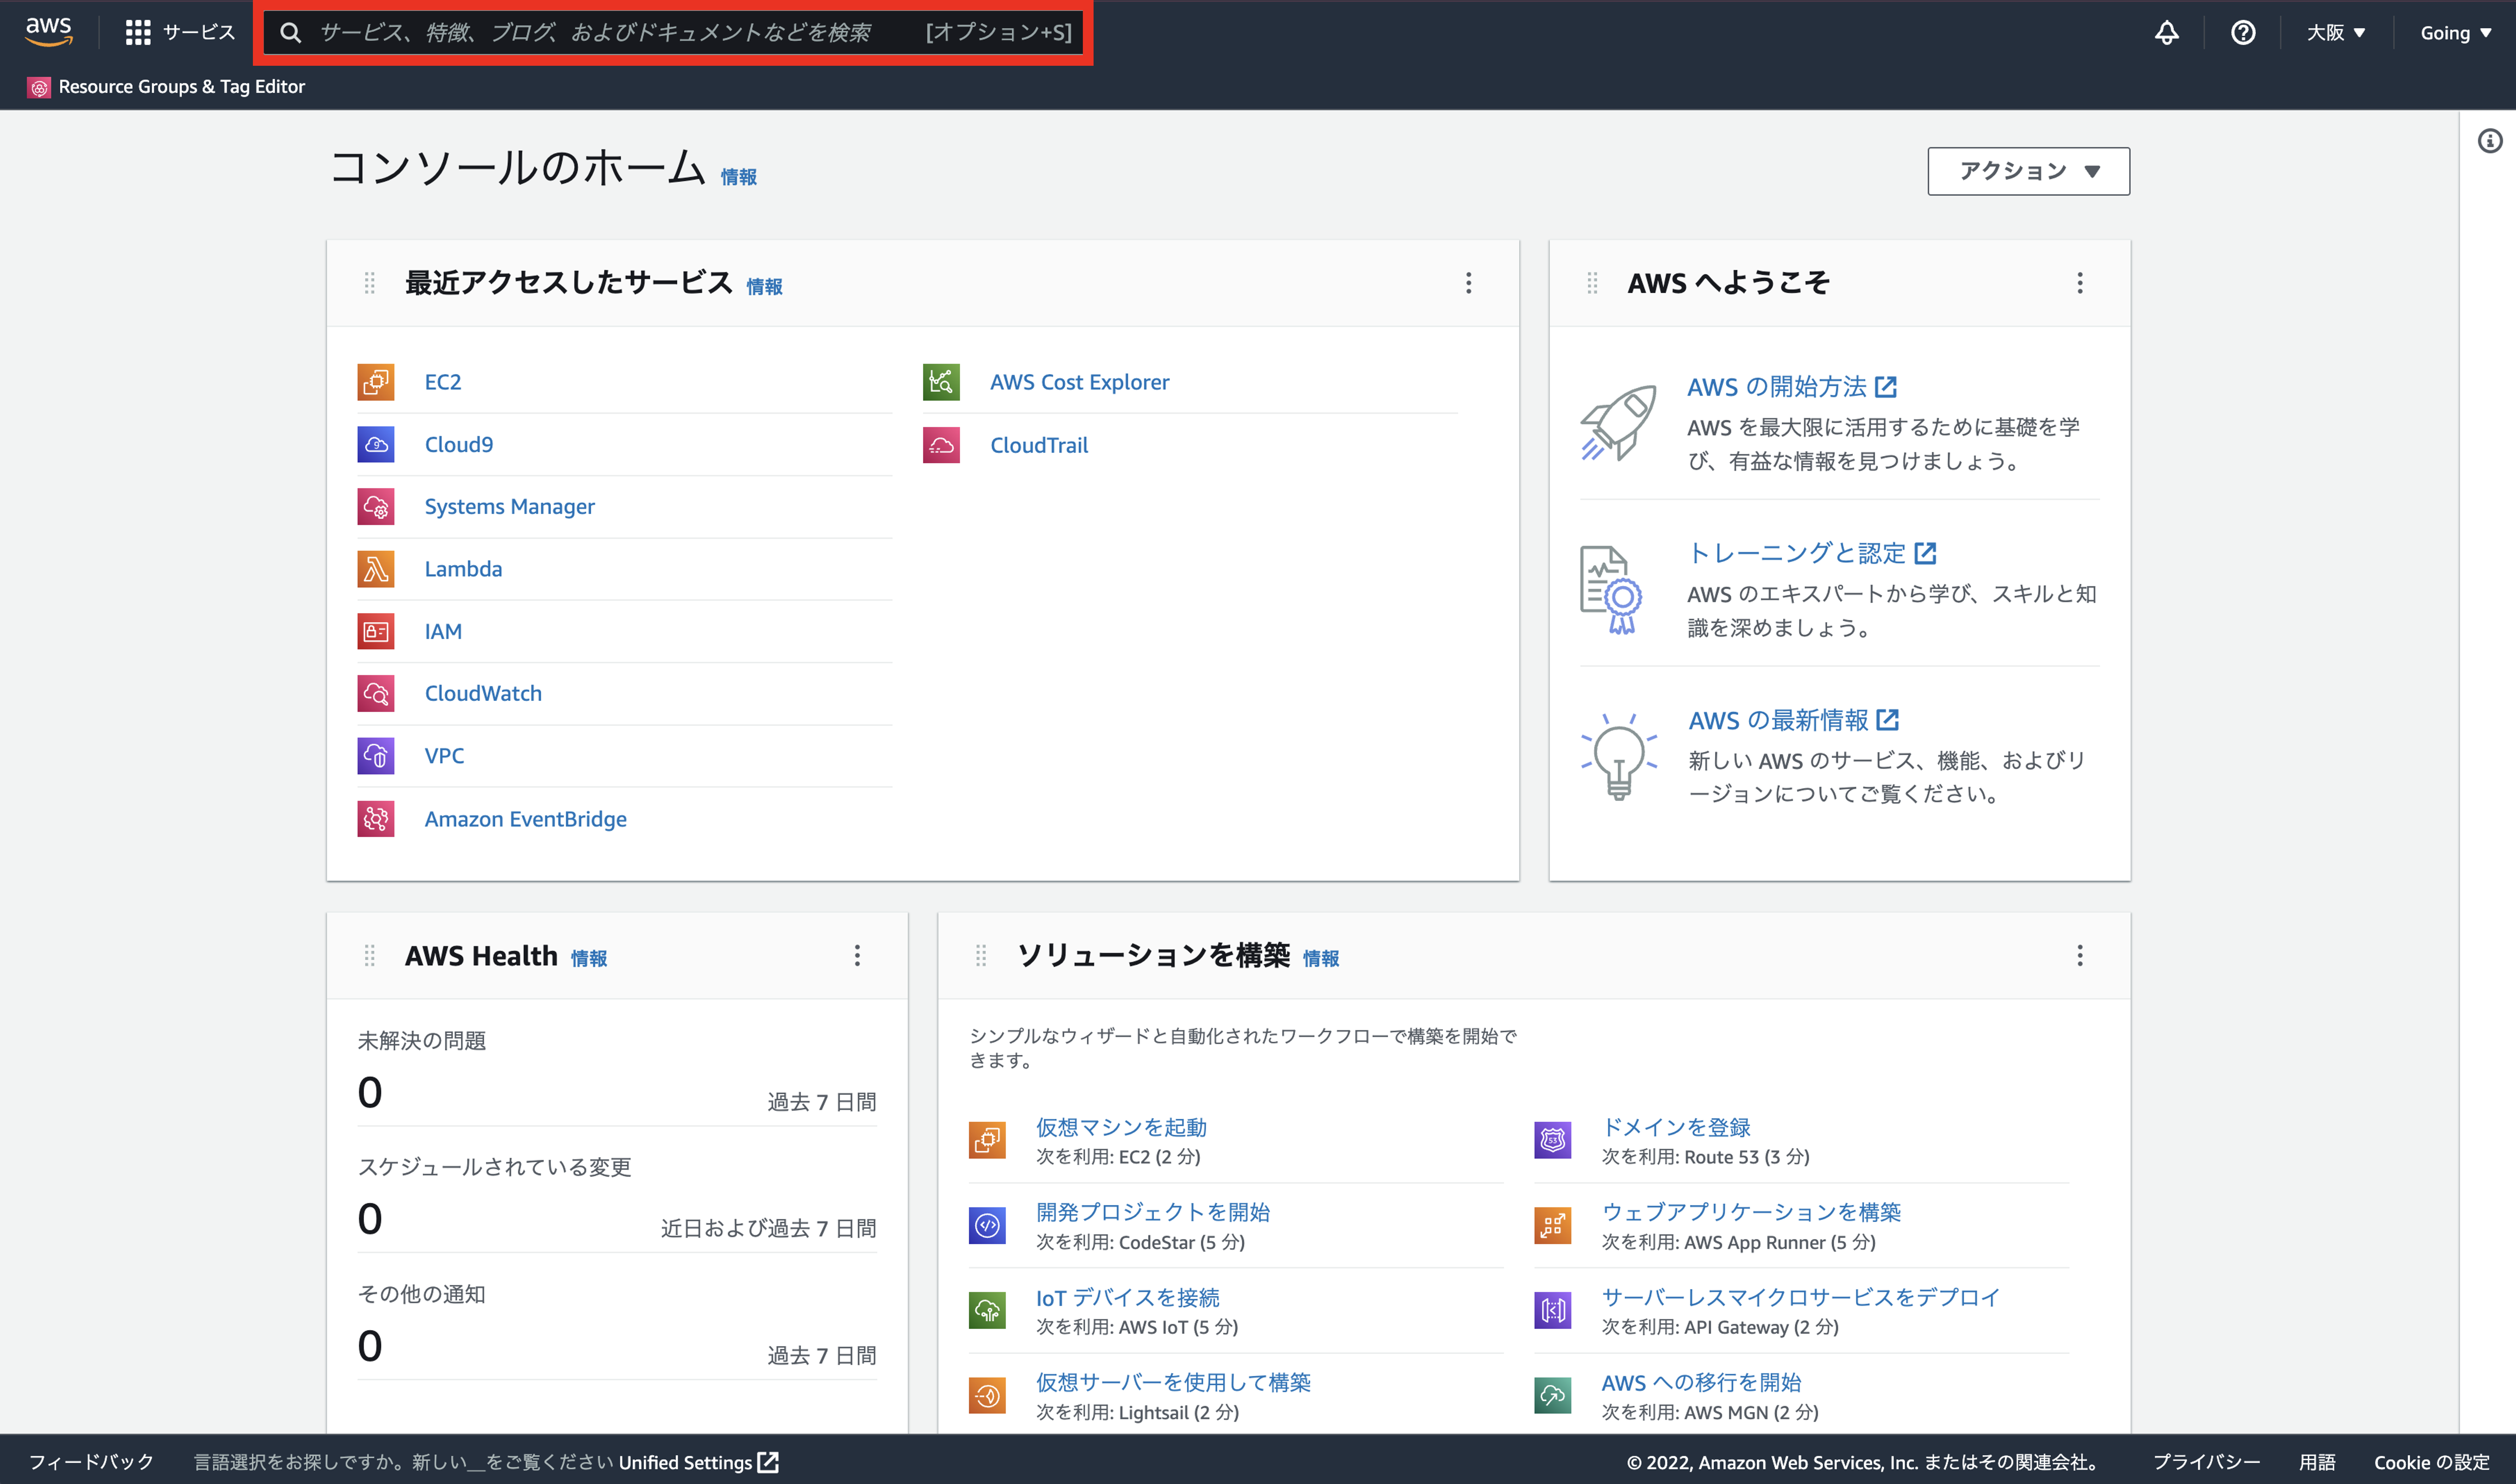 aws
サービス
サービス、特徴、ブログ、およびドキュメントなどを検索
[オプション+S]
大阪 ▼
Going ▼
Resource Groups & Tag Editor
コンソールのホーム 情報
アクション ▼
最近アクセスしたサービス 情報
EC2
Cloud9
Systems Manager
Lambda
IAM
CloudWatch
VPC
Amazon EventBridge
AWS Cost Explorer
CloudTrail
AWS へようこそ
AWS の開始方法
AWS を最大限に活用するために基礎を学
び、有益な情報を見つけましょう。
トレーニングと認定
AWS のエキスパートから学び、スキルと知
識を深めましょう。
AWS の最新情報
新しい AWS のサービス、機能、およびリ
ージョンについてご覧ください。
AWS Health 情報
未解決の問題
0
過去 7 日間
スケジュールされている変更
0
近日および過去 7 日間
その他の通知
0
過去 7 日間
ソリューションを構築 情報
シンプルなウィザードと自動化されたワークフローで構築を開始で
きます。
仮想マシンを起動
次を利用: EC2 (2 分)
開発プロジェクトを開始
次を利用: CodeStar (5 分)
IoT デバイスを接続
次を利用: AWS IoT (5 分)
仮想サーバーを使用して構築
次を利用: Lightsail (2 分)
ドメインを登録
次を利用: Route 53 (3 分)
ウェブアプリケーションを構築
次を利用: AWS App Runner (5 分)
サーバーレスマイクロサービスをデプロイ
次を利用: API Gateway (2 分)
AWS への移行を開始
次を利用: AWS MGN (2 分)
フィードバック
言語選択をお探しですか。新しい__をご覧ください Unified Settings
© 2022, Amazon Web Services, Inc. またはその関連会社。
プライバシー
用語
Cookie の設定